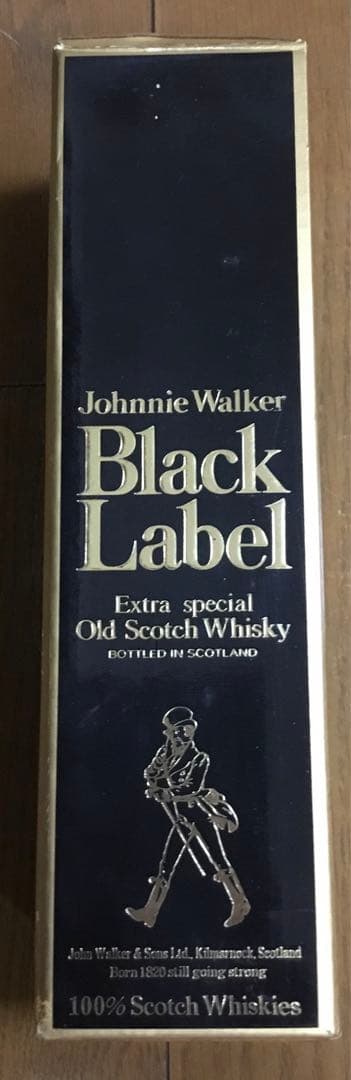 Johnnie Walker
Black
Label
Extra special
Old Scotch Whisky
BOTTLED IN SCOTLAND
John Walker & Sons Ltd., Kilmarnock, Scotland
Born 1820 still going strong
100% Scotch Whiskies